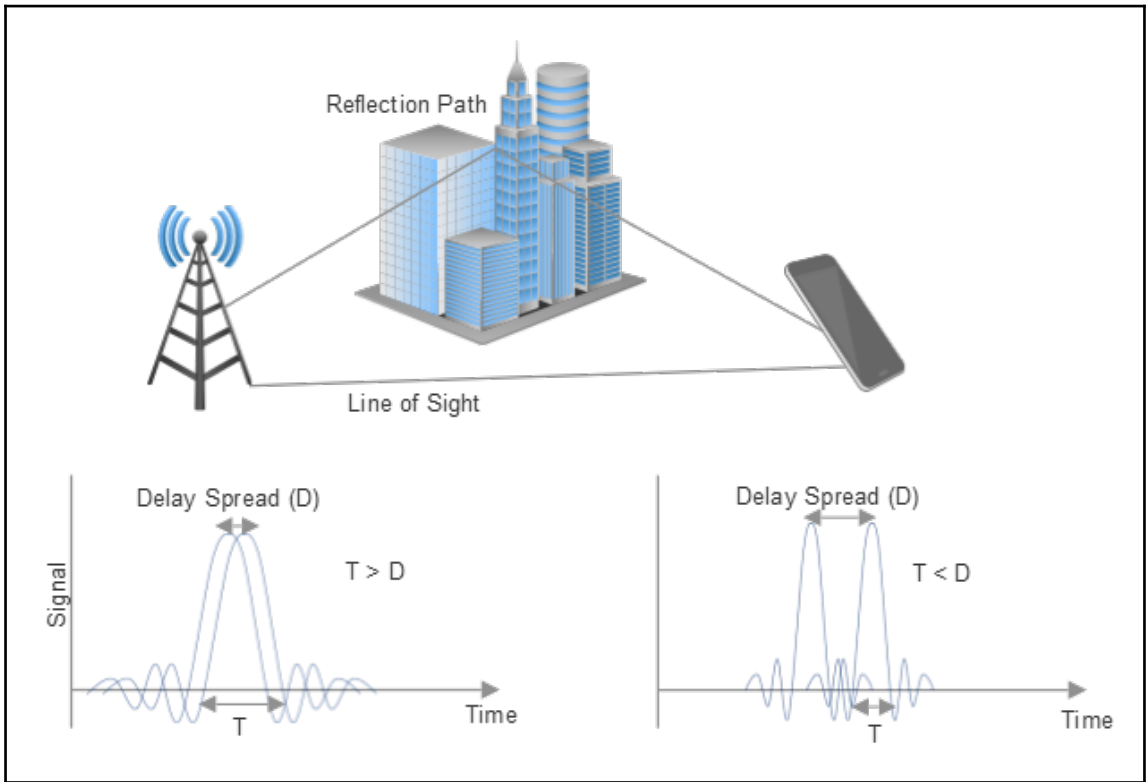 Reflection Path
Line of Sight
Delay Spread (D)
T > D
Signal
T
Time
Delay Spread (D)
T < D
T
Time